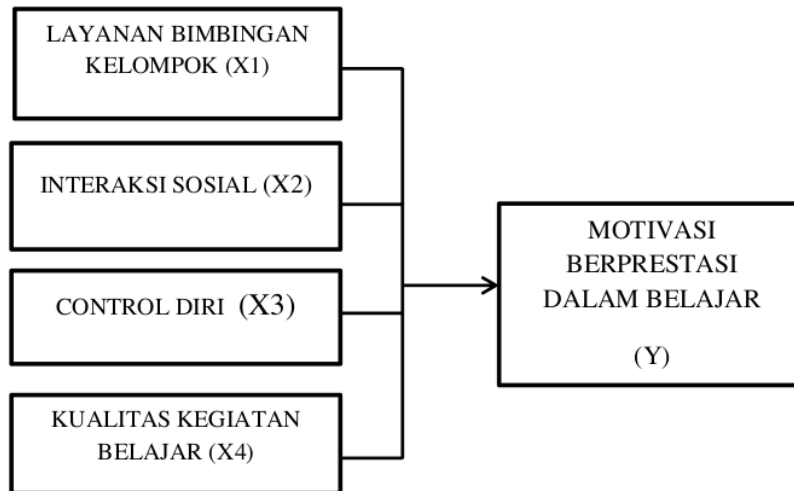 LAYANAN BIMBINGAN
KELOMPOK (X1)
INTERAKSI SOSIAL (X2)
CONTROL DIRI (X3)
KUALITAS KEGIATAN
BELAJAR (X4)
MOTIVASI
BERPRESTASI
DALAM BELAJAR
(Y)